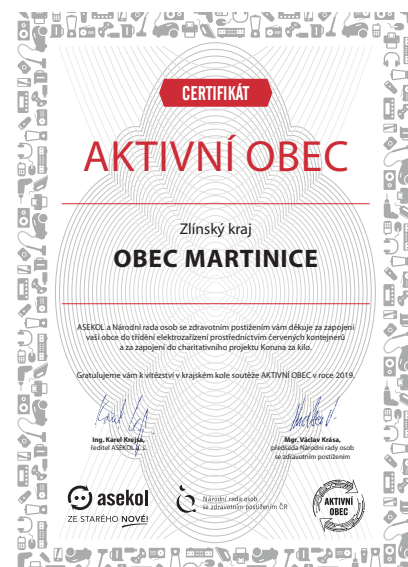 CERTIFIKÁT
AKTIVNÍ OBEC
Zlínský kraj
OBEC MARTINICE
ASEKOL a Národní rada osob se zdravotním postižením vám děkuje za zapojení
vaší obce do třídění elektrozařízení prostřednictvím červených kontejnerů
a za zapojení do charitativního projektu Koruna za kilo.
Gratulujeme vám k vítězství v krajském kole soutěže AKTIVNÍ OBEC v roce 2019.
Ing. Karel Krejsa,
ředitel ASEKOL a. s.
Mgr. Václav Krása,
předseda Národní rady osob
se zdravotním postižením
asekol
ZE STARÉHO NOVÉ!
Národní rada osob
se zdravotním postižením ČR
AKTIVNÍ
OBEC